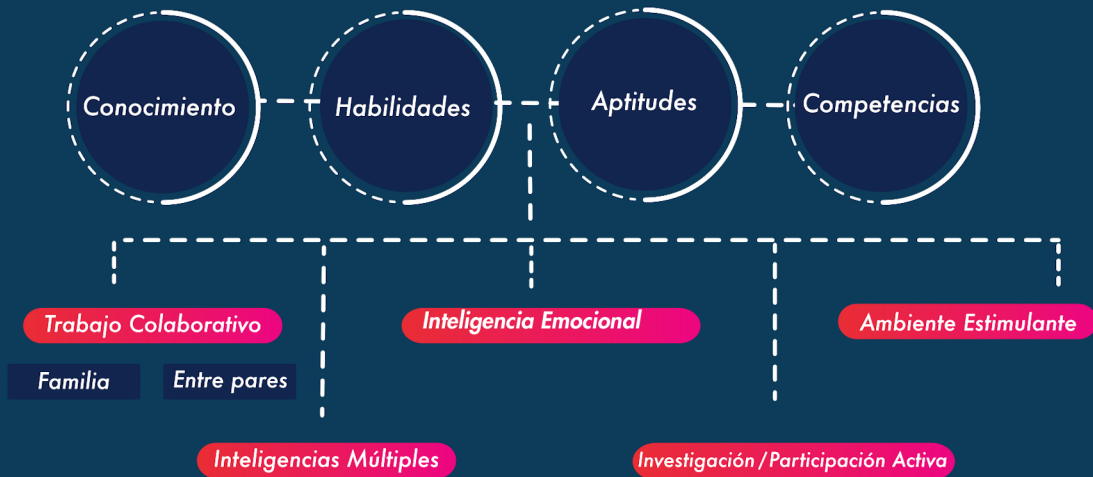 Conocimiento
Habilidades
Aptitudes
Competencias
Trabajo Colaborativo
Inteligencia Emocional
Ambiente Estimulante
Familia
Entre pares
Inteligencias Múltiples
Investigación/Participación Activa